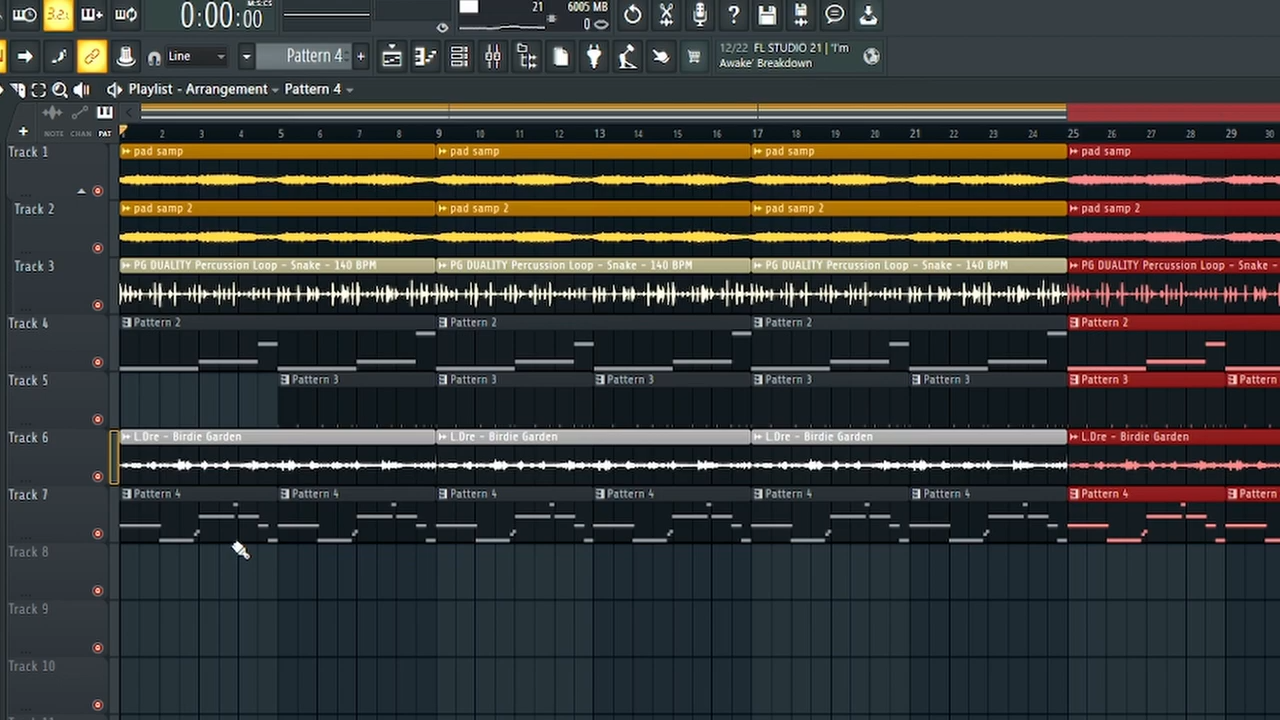 3.2.1
0:00:00
M:S:CS
21
6005 MB
0
Line
Pattern 4
+
12/22 FL STUDIO 21 | 'I'm
Awake' Breakdown
Playlist - Arrangement Pattern 4
NOTE CHAN PAT
2 3 4 5 6 7 8 9 10 11 12 13 14 15 16 17 18 19 20 21 22 23 24 25 26 27 28 29 30
Track 1 pad samp pad samp pad samp pad samp
Track 2 pad samp 2 pad samp 2 pad samp 2 pad samp 2
Track 3 PG DUALITY Percussion Loop - Snake - 140 BPM PG DUALITY Percussion Loop - Snake - 140 BPM PG DUALITY Percussion Loop - Snake - 140 BPM PG DUALITY Percussion Loop - Snake -
Track 4 Pattern 2 Pattern 2 Pattern 2 Pattern 2
Track 5 Pattern 3 Pattern 3 Pattern 3 Pattern 3 Pattern 3 Pattern 3 Pattern
Track 6 L.Dre - Birdie Garden L.Dre - Birdie Garden L.Dre - Birdie Garden L.Dre - Birdie Garden
Track 7 Pattern 4 Pattern 4 Pattern 4 Pattern 4 Pattern 4 Pattern 4 Pattern 4 Pattern
Track 8
Track 9
Track 10